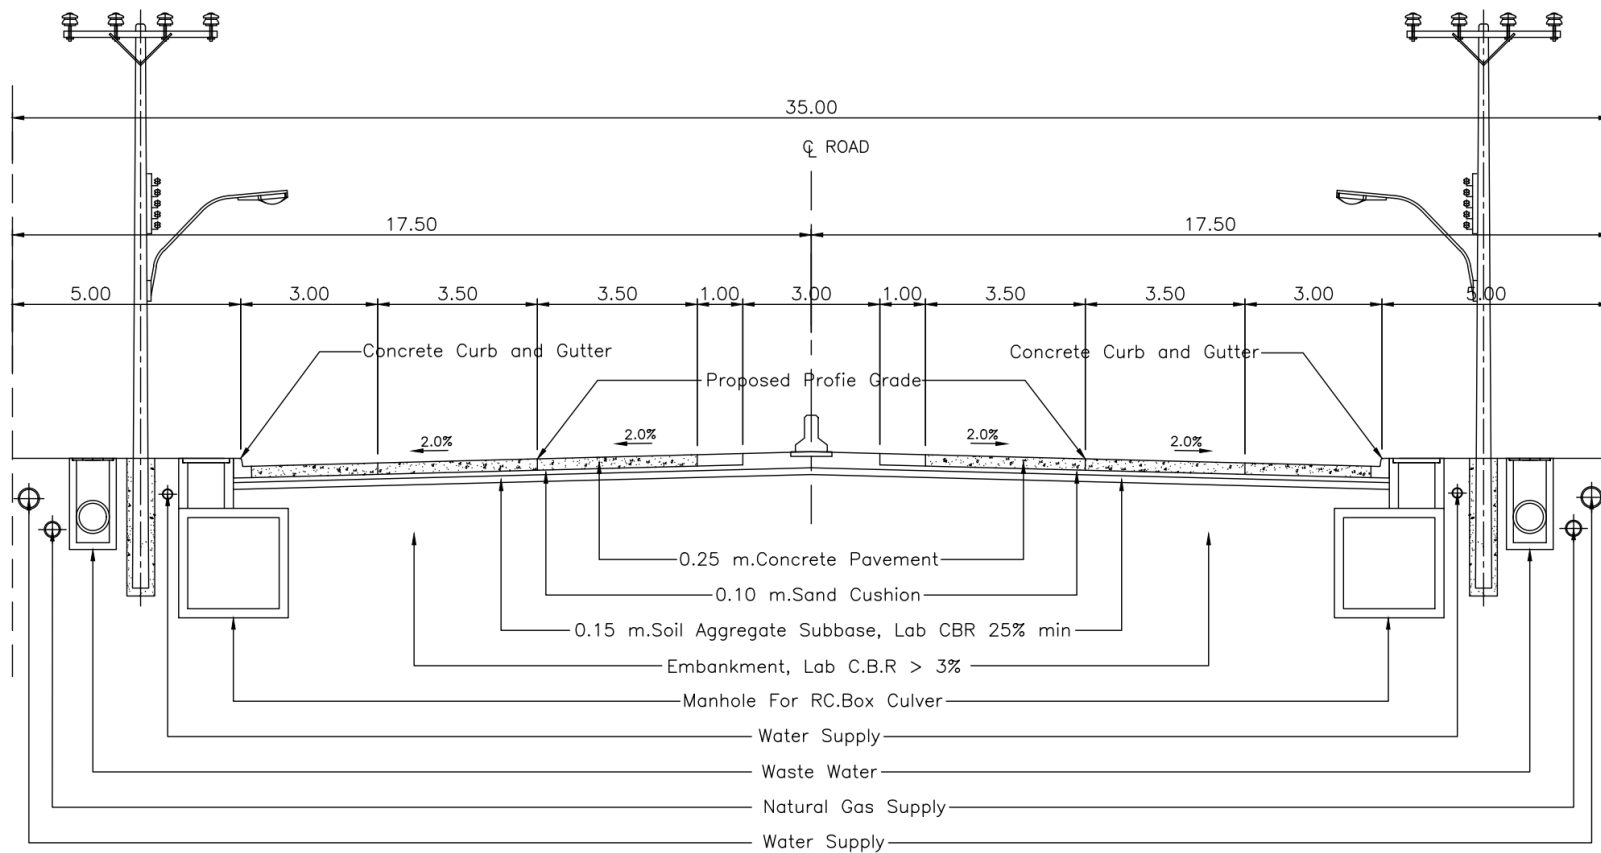 35.00
℄ ROAD
17.50 17.50
5.00 3.00 3.50 3.50 1.00 3.00 1.00 3.50 3.50 3.00 5.00
Concrete Curb and Gutter Concrete Curb and Gutter
Proposed Profie Grade
2.0% 2.0% 2.0% 2.0%
0.25 m.Concrete Pavement
0.10 m.Sand Cushion
0.15 m.Soil Aggregate Subbase, Lab CBR 25% min
Embankment, Lab C.B.R > 3%
Manhole For RC.Box Culver
Water Supply
Waste Water
Natural Gas Supply
Water Supply